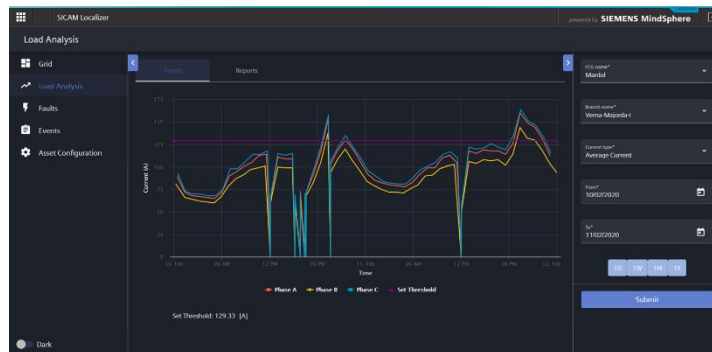 SICAM Localizer
powered by SIEMENS MindSphere
Load Analysis
Grid
Load Analysis
Faults
Events
Asset Configuration
Dark
Trends
Reports
Current (A)
175
150
125
100
75
50
25
0
10. Feb
06 AM
12 PM
06 PM
11. Feb
06 AM
12 PM
06 PM
12. Feb
Time
Phase A
Phase B
Phase C
Set Threshold
Set Threshold: 129.33 [A]
Mardol
Branch name*
Verna-Majorda-I
Current type*
Average Current
From*
10/02/2020
11/02/2020
1D
1W
1M
1Y
Submit